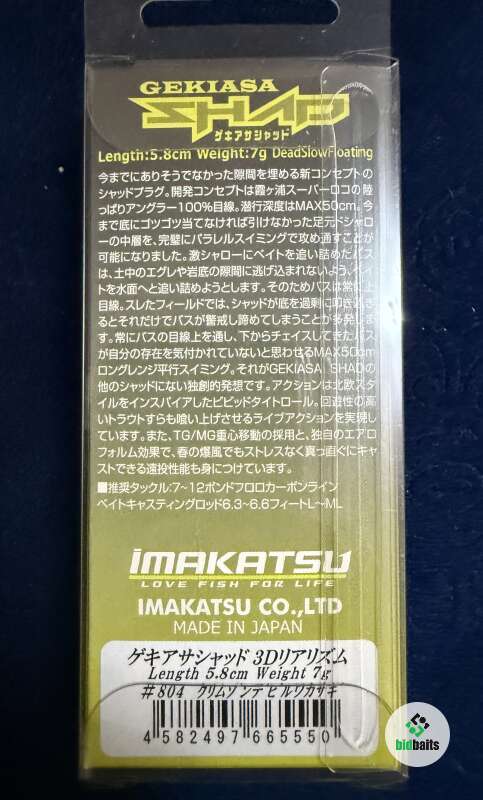 GEKIASA
SHAD
ゲキアサシャッド
Length:5.8cm Weight:7g DeadSlowFloating
今までにありそうでなかった隙間を埋める新コンセプトの
シャッドプラグ。開発コンセプトは霞ヶ浦スーパーロコの陸
っぱりアングラー100%目線。潜行深度はMAX50cm。今
まで底にゴツゴツ当てなければ引けなかった足元ドシャロ
ーの中層を、完璧にパラレルスイミングで攻め通すことが
可能になりました。激シャローにベイトを追い詰めたバス
は、土中のエグレや岩底の隙間に逃げ込まれないよう、ベイト
を水面へと追い詰めようとします。そのためバスは常に上
目線。スレたフィールドでは、シャッドが底を過剰に叩き過ぎ
るとそれだけでバスが警戒し諦めてしまうことが多発しま
す。常にバスの目線上を通し、下からチェイスしてきたバス
が自分の存在を気付かれていないと思わせるMAX50cm
ロングレンジ平行スイミング。それがGEKIASA SHADの
他のシャッドにない独創的発想です。アクションは北欧スタ
イルをインスパイアしたビビッドタイトロール。回遊性の高
いトラウトすらも喰い上げさせるライブアクションを実現し
ています。また、TG/MG重心移動の採用と、独自のエアロ
フォルム効果で、春の爆風でもストレスなく真っ直ぐにキャ
ストできる遠投性能も身につけています。
■推奨タックル:7~12ポンドフロロカーボンライン
ベイトキャスティングロッド6.3~6.6フィートL~ML
IMAKATSU
LOVE FISH FOR LIFE
IMAKATSU CO.,LTD
MADE IN JAPAN
ゲキアサシャッド 3Dリアリズム
Length 5.8cm Weight 7g
#804 クリムゾンデビルワカサギ
4 582497 665550
bidbaits